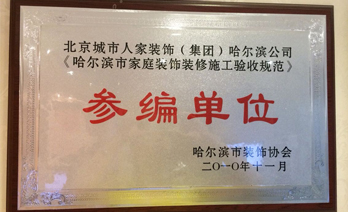 北京城市人家装饰（集团）哈尔滨公司
《哈尔滨市家庭装饰装修施工验收规范》
参编单位
哈尔滨市装饰协会
二〇一〇年十一月